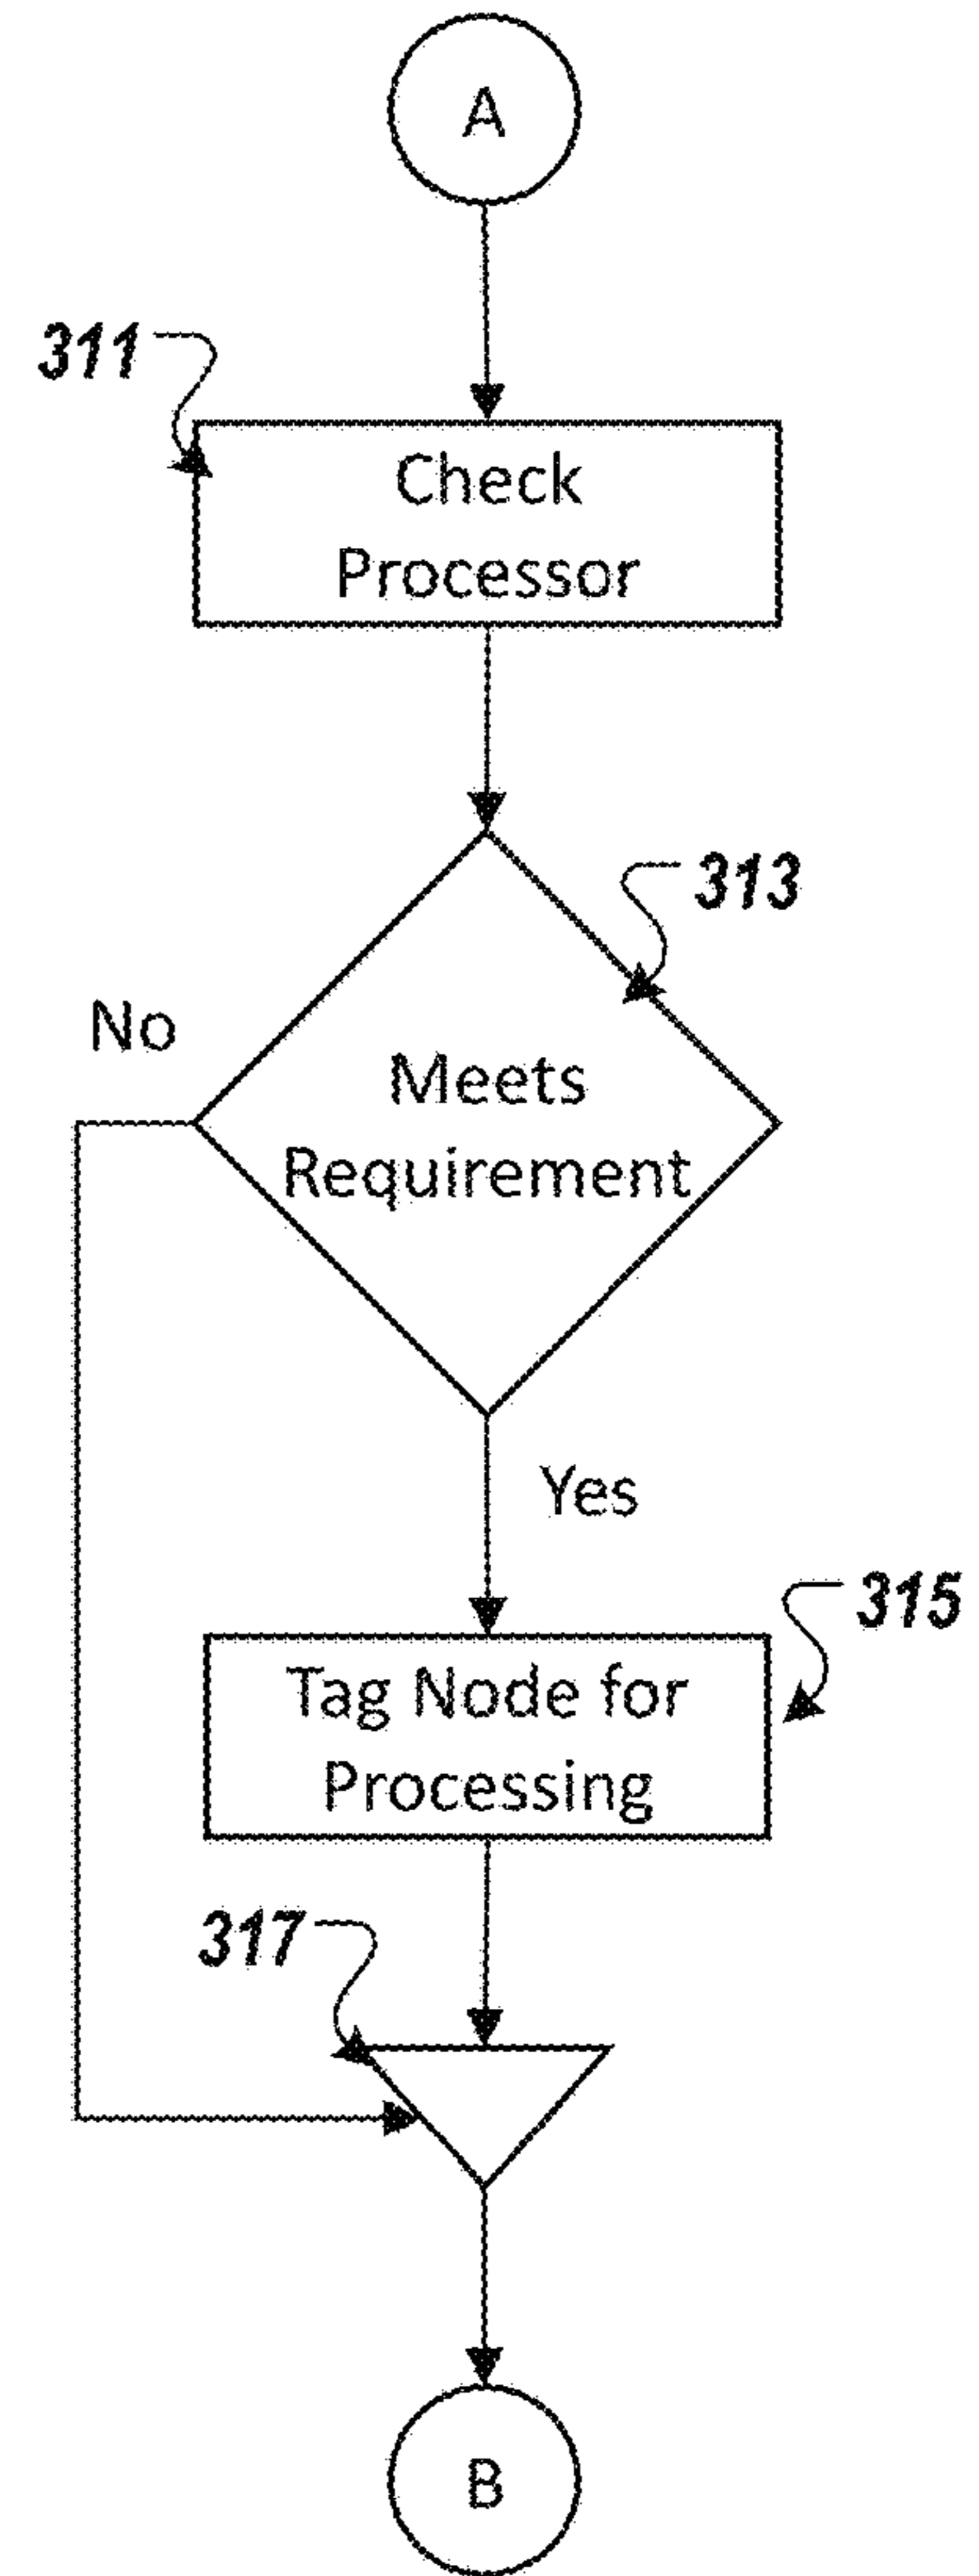 A
311
Check
Processor
313
No
Meets
Requirement
Yes
315
Tag Node for
Processing
317
B